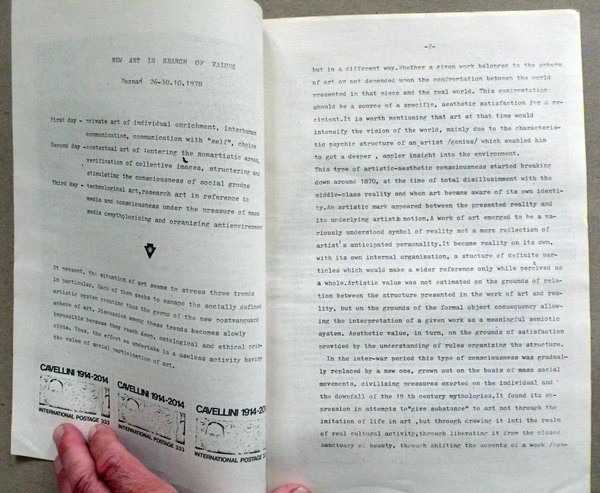 NEW ART IN SEARCH OF VALUES
Poznań 26-30.10.1978
First day - private art of individual enrichment, interhuman
communication, communication with "self", choice
Second day - contextual art of entering the nonartistic areas,
verification of collective images, structuring and
stimulating the consciousness of social groups
Third day - technological art, research art in reference to
media and consciousness under the pressure of mass
media demythologizing and organizing antienvironment
At present, the situation of art seems to stress three trends
in particular. Each of them seeks to escape the socially defined
artistic system creating thus the germs of the new postvanguard
sphere of art. Discussion among these trends becomes slowly
impossible because they reach deep, ontological and ethical prin-
cipia. Thus, the effort we undertake is a useless activity having
the value of social participation of art.
CAVELLINI 1914-2014
INTERNATIONAL POSTAGE 333
CAVELLINI 1914-2014
INTERNATIONAL POSTAGE 333
CAVELLINI 1914-20
INTERNATIONAL POSTAGE
-2-
but in a different way.Whether a given work belonged to the sphere
of art or not depended upon the confrontation between the world
presented in that niece and the real world. This confrontation
should be a source of a specific, aesthetic satisfaction for a re-
cipient.It is worth mentioning that art at that time would
intensify the vision of the world, mainly due to the characteris-
tic psychic structure of an artist /genius/ which enabled him
to get a deeper , ampler insight into the environment.
This type of artistic-aesthetic consciousness started breaking
down around 1870, at the time of total disillusionment with the
middle-class reality and when art became aware of its own identi-
ty.An artistic mark appeared between the presented reality and
its underlying artistic notion.A work of art emerged to be a va-
riously understood symbol of reality not a mere reflection of
artist's anticipated personality.It became reality on its own,
with its own internal organisation, a stucture of definite par-
ticles which would make a wider reference only while perceived as
a whole.Artistic value was not estimated on the grounds of rela-
tion between the structure presented in the work of art and rea-
lity, but on the grounds of the formal object consequency allow-
ing the interpretation of a given work as a meaningful semiotic
system. Aesthetic value, in turn, on the grounds of satisfaction
provided by the understanding of rules organizing the structure.
In the inter-war period this type of consciousness was gradual-
ly replaced by a new one, grown out on the basis of mass social
movements, civilizing pressures exerted on the individual and
the downfall of the 19 th century mythologies.It found its ex-
pression in attempts to"give substance" to art not through the
imitation of life in art ,but through drawing it into the realm
of real cultural activity;through liberating it from the closed
sanctuary of beauty, through shifting the accents of a work